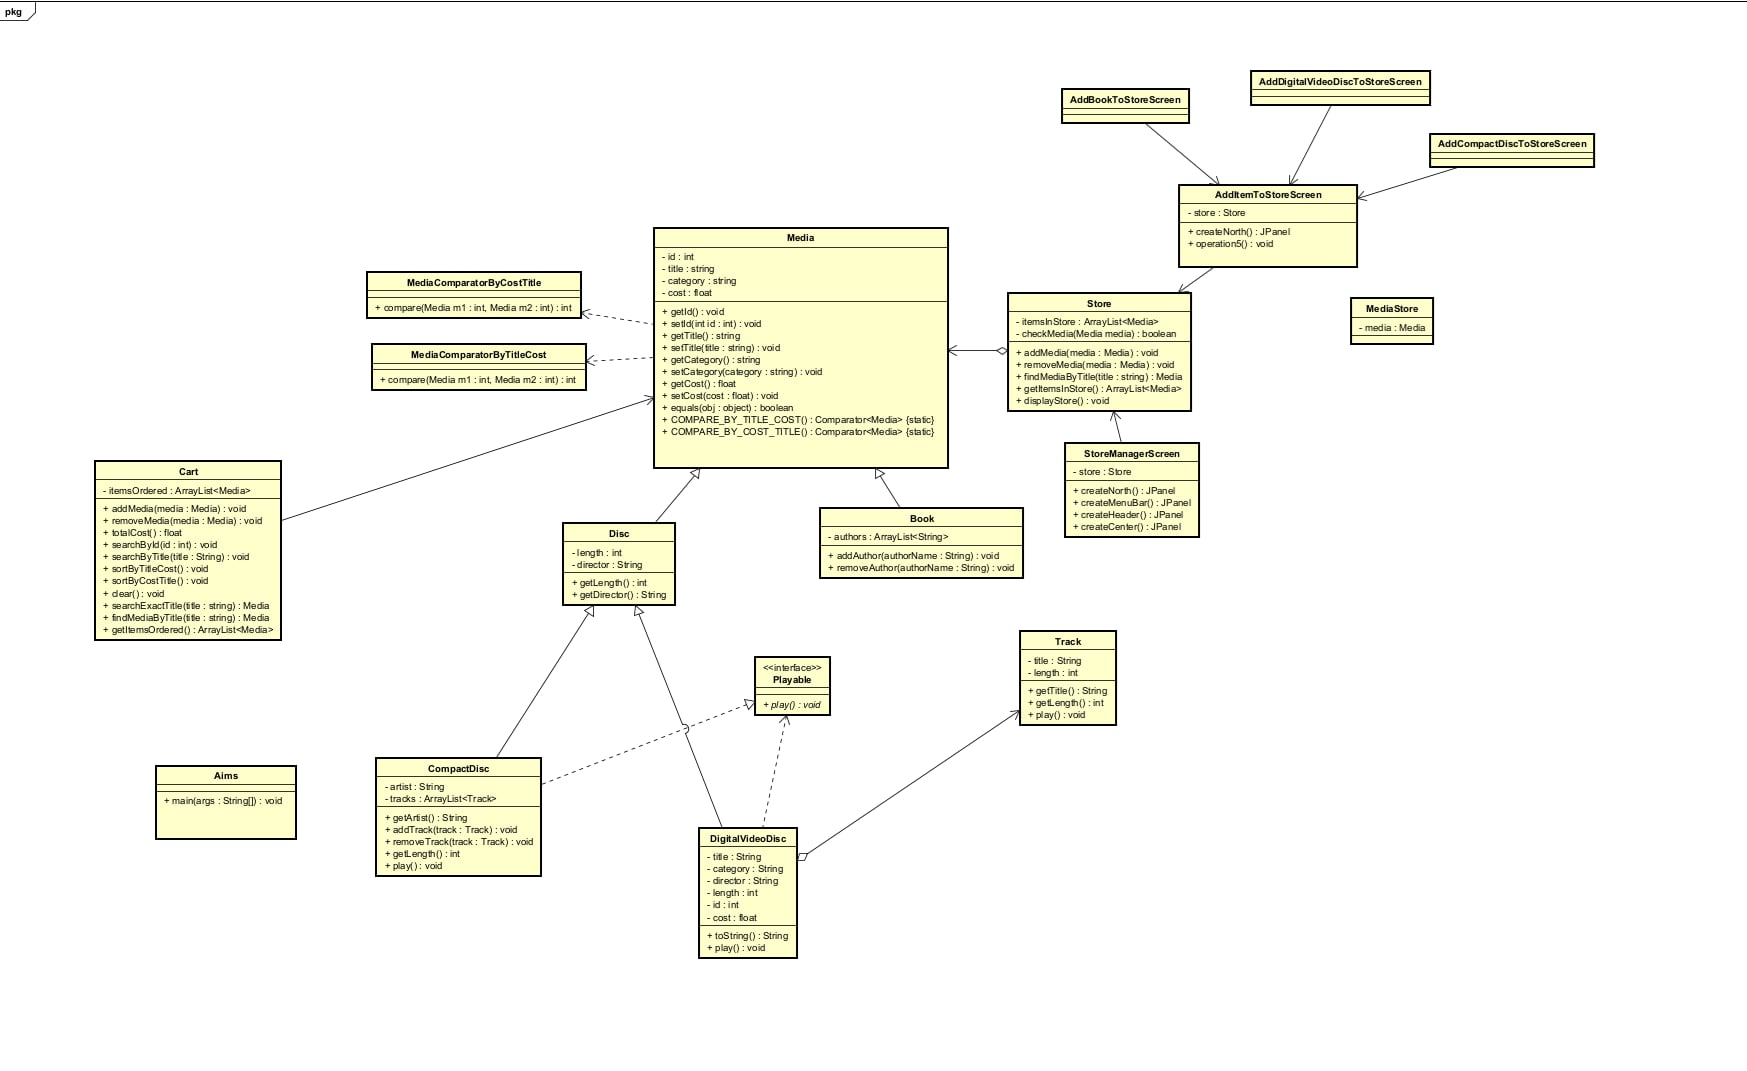 pkg
AddDigitalVideoDiscToStoreScreen
AddBookToStoreScreen
AddCompactDiscToStoreScreen
AddItemToStoreScreen
- store : Store
+ createNorth() : JPanel
+ operation5() : void
Media
- id : int
- title : string
- category : string
- cost : float
+ getId() : void
+ setId(int id : int) : void
+ getTitle() : string
+ setTitle(title : string) : void
+ getCategory() : string
+ setCategory(category : string) : void
+ getCost() : float
+ setCost(cost : float) : void
+ equals(obj : object) : boolean
+ COMPARE_BY_TITLE_COST() : Comparator<Media> {static}
+ COMPARE_BY_COST_TITLE() : Comparator<Media> {static}
MediaComparatorByCostTitle
+ compare(Media m1 : int, Media m2 : int) : int
MediaComparatorByTitleCost
+ compare(Media m1 : int, Media m2 : int) : int
Store
- itemsInStore : ArrayList<Media>
- checkMedia(Media media) : boolean
+ addMedia(media : Media) : void
+ removeMedia(media : Media) : void
+ findMediaByTitle(title : string) : Media
+ getItemsInStore() : ArrayList<Media>
+ displayStore() : void
MediaStore
- media : Media
StoreManagerScreen
- store : Store
+ createNorth() : JPanel
+ createMenuBar() : JPanel
+ createHeader() : JPanel
+ createCenter() : JPanel
Cart
- itemsOrdered : ArrayList<Media>
+ addMedia(media : Media) : void
+ removeMedia(media : Media) : void
+ totalCost() : float
+ searchById(id : int) : void
+ searchByTitle(title : String) : void
+ sortByTitleCost() : void
+ sortByCostTitle() : void
+ clear() : void
+ searchExactTitle(title : string) : Media
+ findMediaByTitle(title : string) : Media
+ getItemsOrdered() : ArrayList<Media>
Disc
- length : int
- director : String
+ getLength() : int
+ getDirector() : String
Book
- authors : ArrayList<String>
+ addAuthor(authorName : String) : void
+ removeAuthor(authorName : String) : void
Track
- title : String
- length : int
+ getTitle() : String
+ getLength() : int
+ play() : void
<<interface>>
Playable
+ play() : void
Aims
+ main(args : String[]) : void
CompactDisc
- artist : String
- tracks : ArrayList<Track>
+ getArtist() : String
+ addTrack(track : Track) : void
+ removeTrack(track : Track) : void
+ getLength() : int
+ play() : void
DigitalVideoDisc
- title : String
- category : String
- director : String
- length : int
- id : int
- cost : float
+ toString() : String
+ play() : void